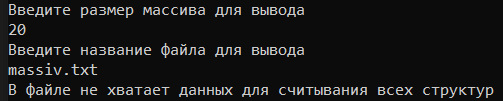 Введите размер массива для вывода
20
Введите название файла для вывода
massiv.txt
В файле не хватает данных для считывания всех структур